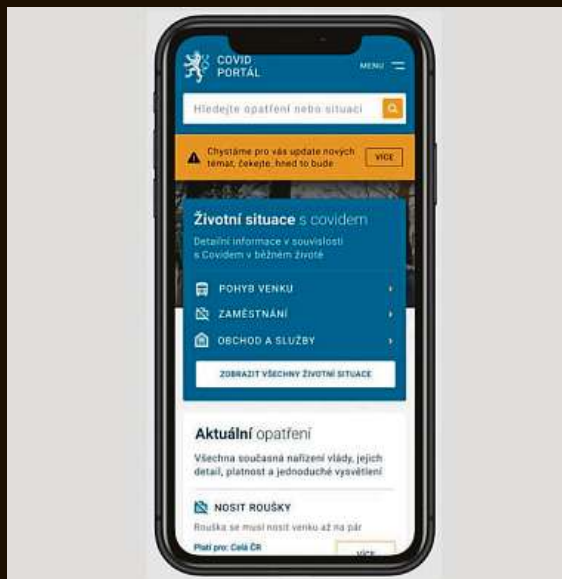 COVID
PORTÁL
MENU
Hledejte opatření nebo situaci
Chystáme pro vás update nových
témat, čekejte, hned to bude
VÍCE
Životní situace s covidem
Detailní informace v souvislosti
s Covidem v běžném životě
POHYB VENKU
ZAMĚSTNÁNÍ
OBCHOD A SLUŽBY
ZOBRAZIT VŠECHNY ŽIVOTNÍ SITUACE
Aktuální opatření
Všechna současná nařízení vlády, jejich
detail, platnost a jednoduché vysvětlení
NOSIT ROUŠKY
Rouška se musí nosit venku až na pár
Platí pro: Celá ČR
VÍCE